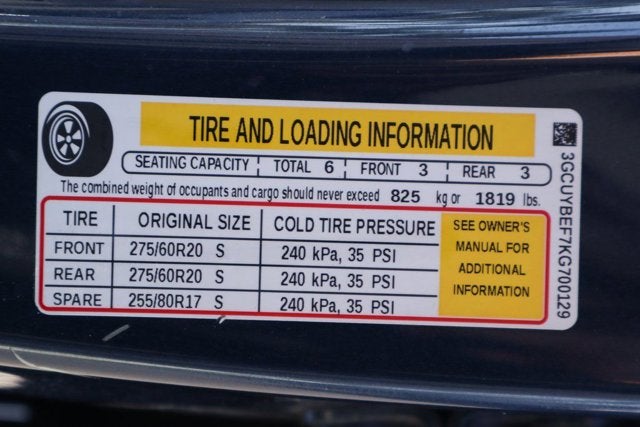 TIRE AND LOADING INFORMATION
SEATING CAPACITY TOTAL 6 FRONT 3 REAR 3
The combined weight of occupants and cargo should never exceed 825 kg or 1819 lbs.
TIRE ORIGINAL SIZE COLD TIRE PRESSURE
FRONT 275/60R20 S 240 kPa, 35 PSI
REAR 275/60R20 S 240 kPa, 35 PSI
SPARE 255/80R17 S 240 kPa, 35 PSI
SEE OWNER'S
MANUAL FOR
ADDITIONAL
INFORMATION
3GCUYBEF7KG700129